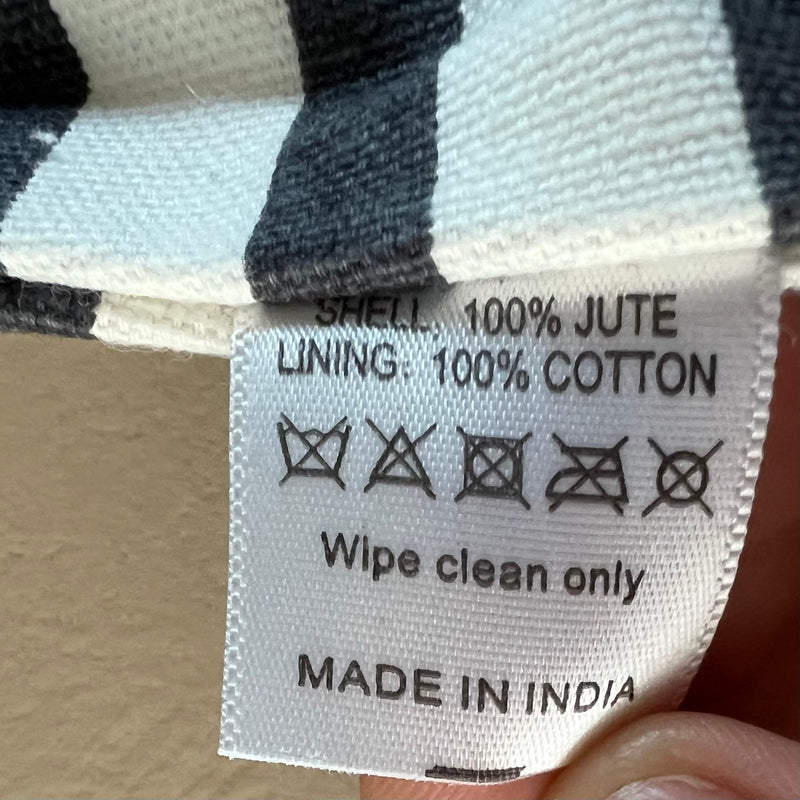 SHELL: 100% JUTE
LINING: 100% COTTON
Wipe clean only
MADE IN INDIA